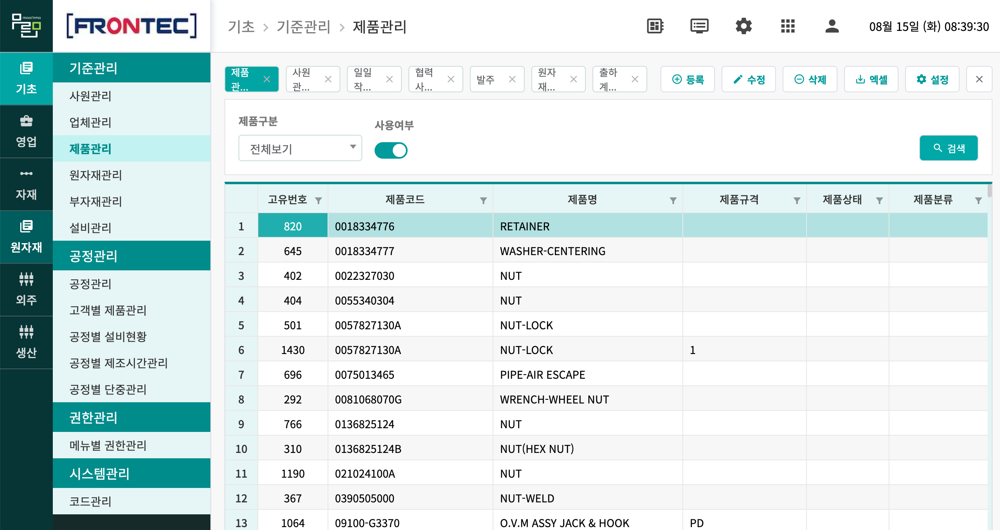 moornmo
물모
[FRONTEC]
기초 > 기준관리 > 제품관리
08월 15일 (화) 08:39:30
기초
영업
자재
원자재
외주
생산
기준관리
사원관리
업체관리
제품관리
원자재관리
부자재관리
설비관리
공정관리
공정관리
고객별 제품관리
공정별 설비현황
공정별 제조시간관리
공정별 단중관리
권한관리
메뉴별 권한관리
시스템관리
코드관리
제품
관...
사원
관...
일일
작...
협력
사...
발주
원자
재...
출하
계...
등록
수정
삭제
엑셀
설정
제품구분
전체보기
사용여부
검색
고유번호 제품코드 제품명 제품규격 제품상태 제품분류
1 820 0018334776 RETAINER
2 645 0018334777 WASHER-CENTERING
3 402 0022327030 NUT
4 404 0055340304 NUT
5 501 0057827130A NUT-LOCK
6 1430 0057827130A NUT-LOCK 1
7 696 0075013465 PIPE-AIR ESCAPE
8 292 0081068070G WRENCH-WHEEL NUT
9 766 0136825124 NUT
10 310 0136825124B NUT(HEX NUT)
11 1190 021024100A NUT
12 367 0390505000 NUT-WELD
13 1064 09100-G3370 O.V.M ASSY JACK & HOOK PD